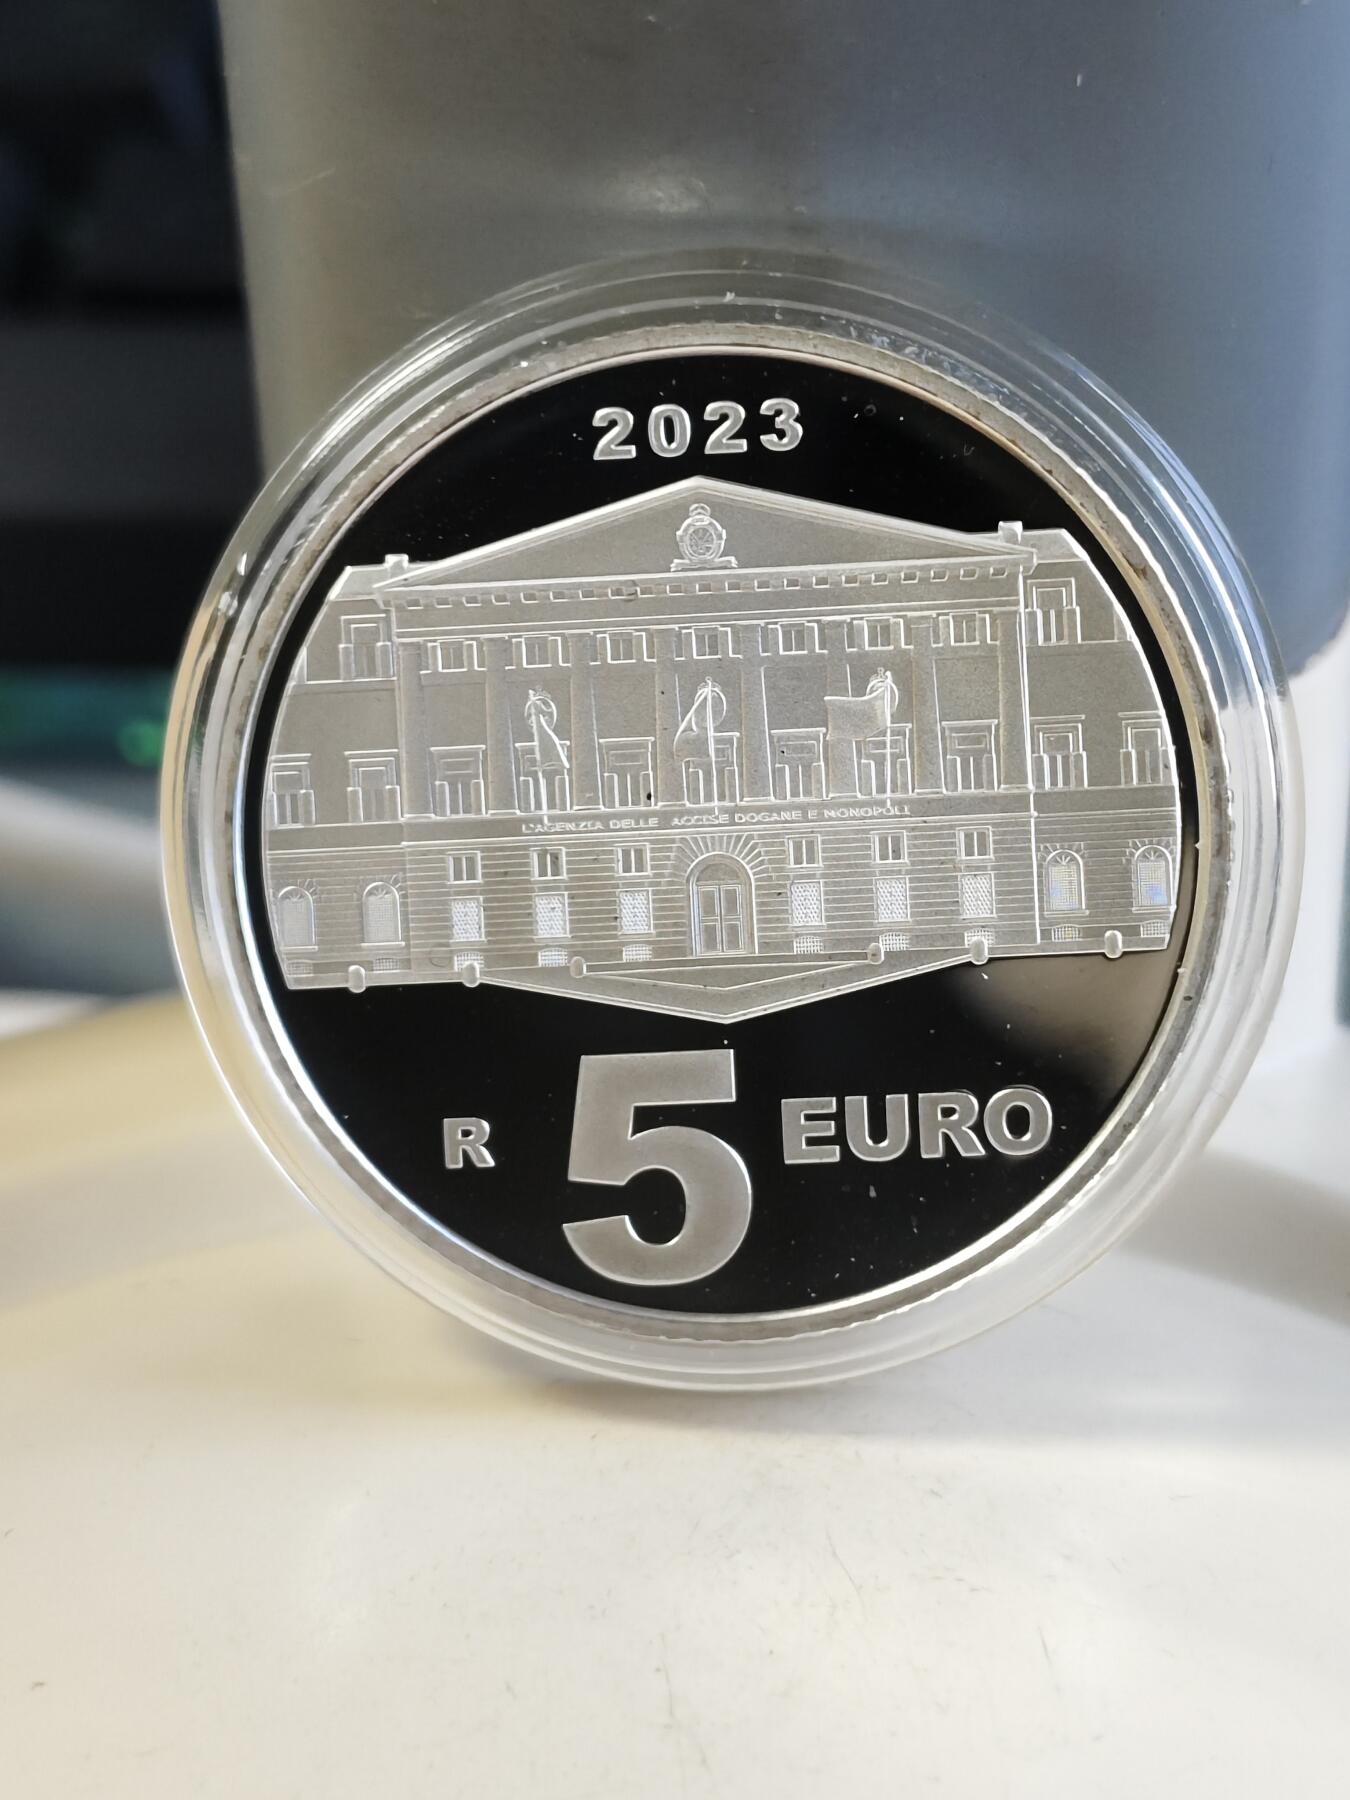 2023
L'AGENZIA DELLE ACCISE DOGANE E MONOPOLI
R 5 EURO